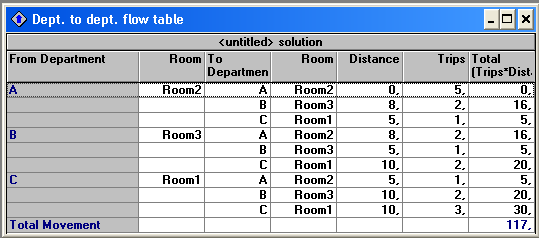 Dept. to dept. flow table
<untitled> solution
From Department Room To Departmen Room Distance Trips Total (Trips*Dist
A Room2 A Room2 0, 5, 0,
B Room3 8, 2, 16,
C Room1 5, 1, 5,
B Room3 A Room2 8, 2, 16,
B Room3 5, 1, 5,
C Room1 10, 2, 20,
C Room1 A Room2 5, 1, 5,
B Room3 10, 2, 20,
C Room1 10, 3, 30,
Total Movement 117,